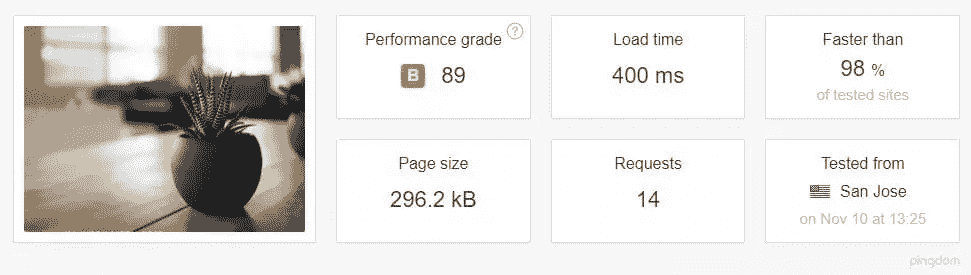 Performance grade ?
B 89
Load time
400 ms
Faster than
98 %
of tested sites
Page size
296.2 kB
Requests
14
Tested from
San Jose
on Nov 10 at 13:25
pingdom